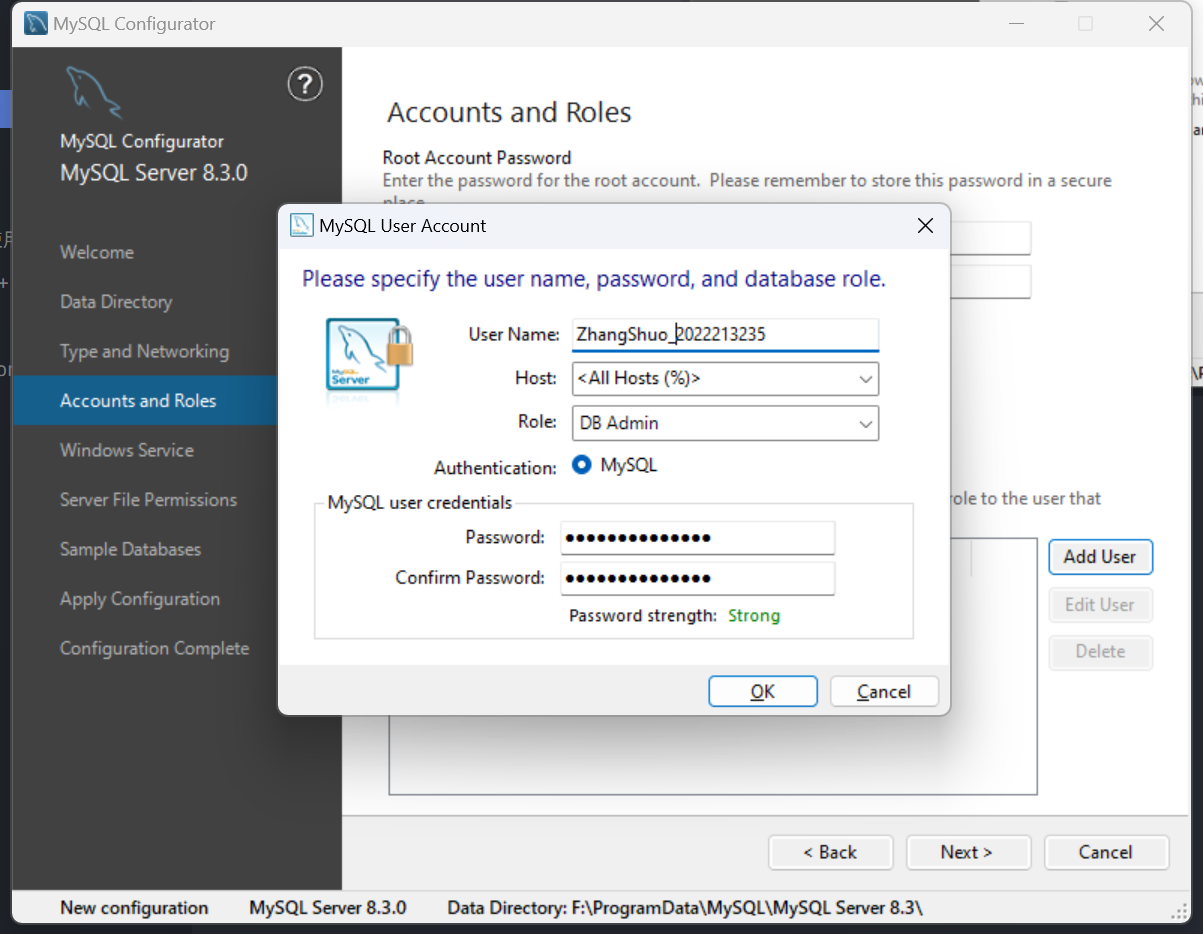 MySQL Configurator
MySQL Configurator
MySQL Server 8.3.0
Welcome
Data Directory
Type and Networking
Accounts and Roles
Windows Service
Server File Permissions
Sample Databases
Apply Configuration
Configuration Complete
Accounts and Roles
Root Account Password
Enter the password for the root account. Please remember to store this password in a secure
place.
MySQL User Account
Please specify the user name, password, and database role.
MySQL
Server
User Name: ZhangShuo_2022213235
Host: <All Hosts (%)>
Role: DB Admin
Authentication: MySQL
MySQL user credentials
Password: ●●●●●●●●●●●●●●
Confirm Password: ●●●●●●●●●●●●●●
Password strength: Strong
OK Cancel
role to the user that
Add User
Edit User
Delete
< Back Next > Cancel
New configuration MySQL Server 8.3.0 Data Directory: F:\ProgramData\MySQL\MySQL Server 8.3\